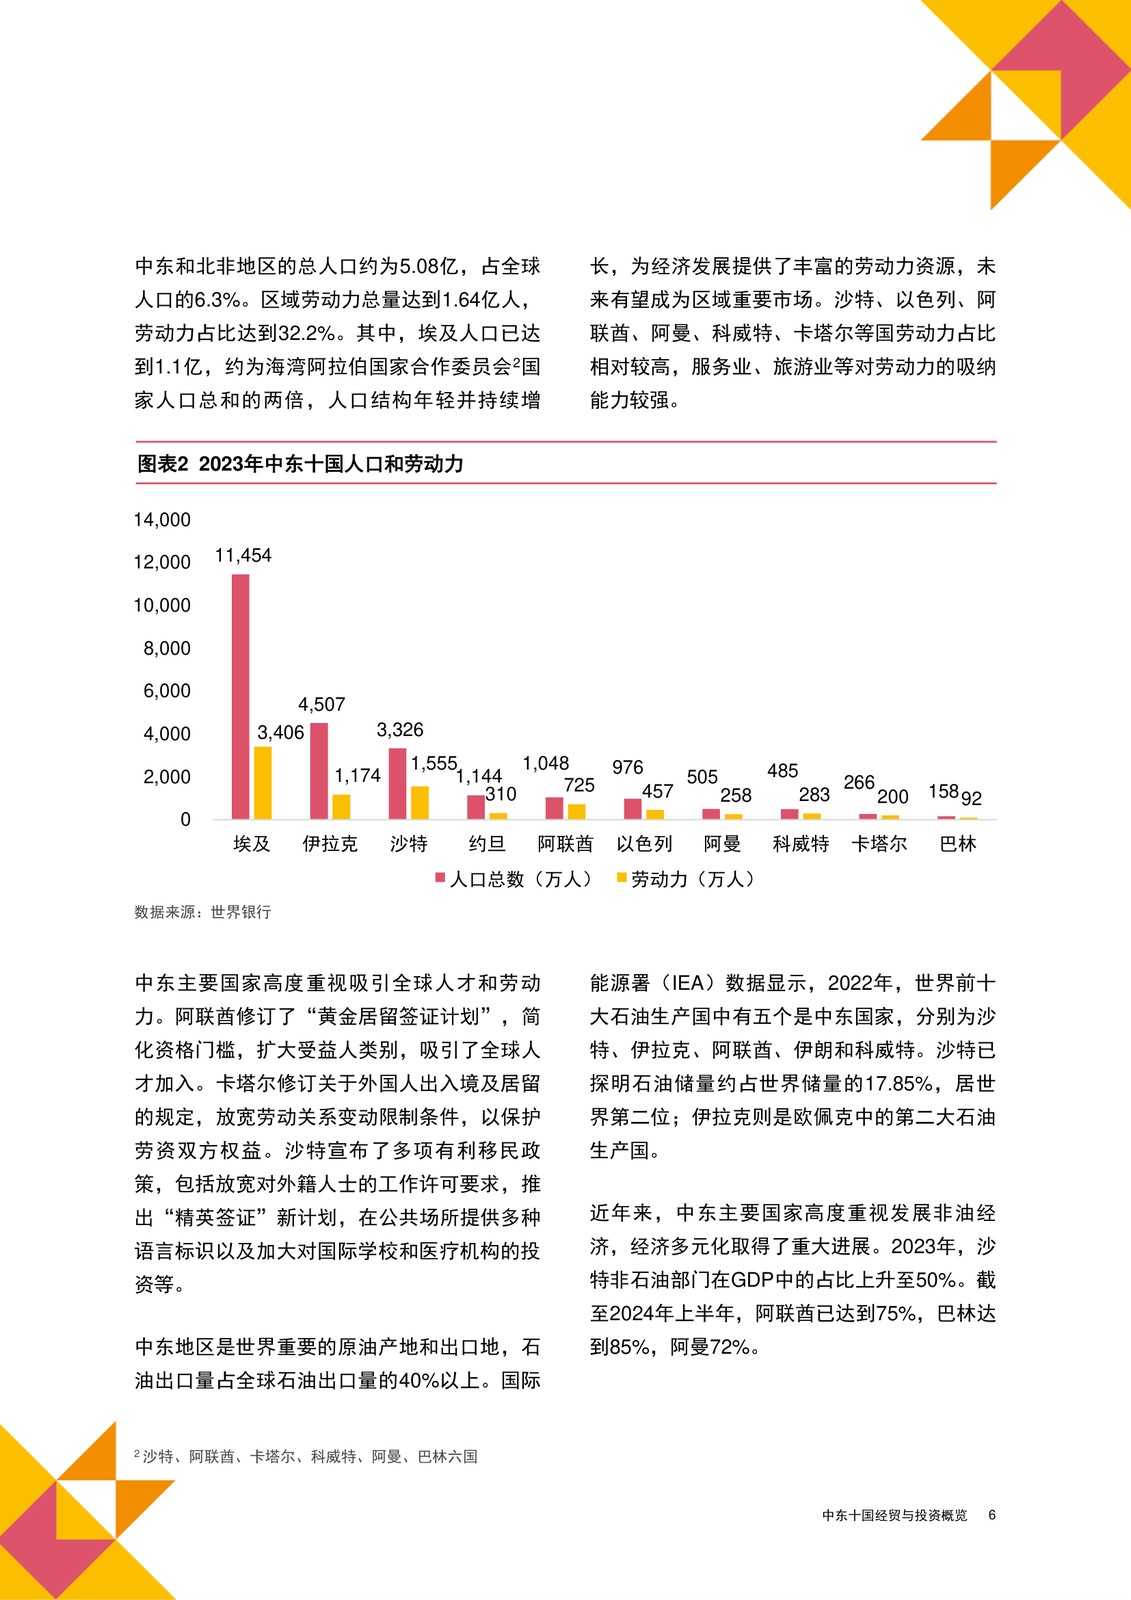 中东和北非地区的总人口约为5.08亿，占全球
人口的6.3%。区域劳动力总量达到1.64亿人，
劳动力占比达到32.2%。其中，埃及人口已达
到1.1亿，约为海湾阿拉伯国家合作委员会²国
家人口总和的两倍，人口结构年轻并持续增
长，为经济发展提供了丰富的劳动力资源，未
来有望成为区域重要市场。沙特、以色列、阿
联酋、阿曼、科威特、卡塔尔等国劳动力占比
相对较高，服务业、旅游业等对劳动力的吸纳
能力较强。
图表2 2023年中东十国人口和劳动力
14,000
12,000
10,000
8,000
6,000
4,000
2,000
0
11,454
3,406
4,507
1,174
3,326
1,555
1,144
310
1,048
725
976
457
505
258
485
283
266
200
158
92
埃及 伊拉克 沙特 约旦 阿联酋 以色列 阿曼 科威特 卡塔尔 巴林
人口总数（万人） 劳动力（万人）
数据来源：世界银行
中东主要国家高度重视吸引全球人才和劳动
力。阿联酋修订了“黄金居留签证计划”，简
化资格门槛，扩大受益人类别，吸引了全球人
才加入。卡塔尔修订关于外国人出入境及居留
的规定，放宽劳动关系变动限制条件，以保护
劳资双方权益。沙特宣布了多项有利移民政
策，包括放宽对外籍人士的工作许可要求，推
出“精英签证”新计划，在公共场所提供多种
语言标识以及加大对国际学校和医疗机构的投
资等。
中东地区是世界重要的原油产地和出口地，石
油出口量占全球石油出口量的40%以上。国际
能源署（IEA）数据显示，2022年，世界前十
大石油生产国中有五个是中东国家，分别为沙
特、伊拉克、阿联酋、伊朗和科威特。沙特已
探明石油储量约占世界储量的17.85%，居世
界第二位；伊拉克则是欧佩克中的第二大石油
生产国。
近年来，中东主要国家高度重视发展非油经
济，经济多元化取得了重大进展。2023年，沙
特非石油部门在GDP中的占比上升至50%。截
至2024年上半年，阿联酋已达到75%，巴林达
到85%，阿曼72%。
² 沙特、阿联酋、卡塔尔、科威特、阿曼、巴林六国
中东十国经贸与投资概览 6